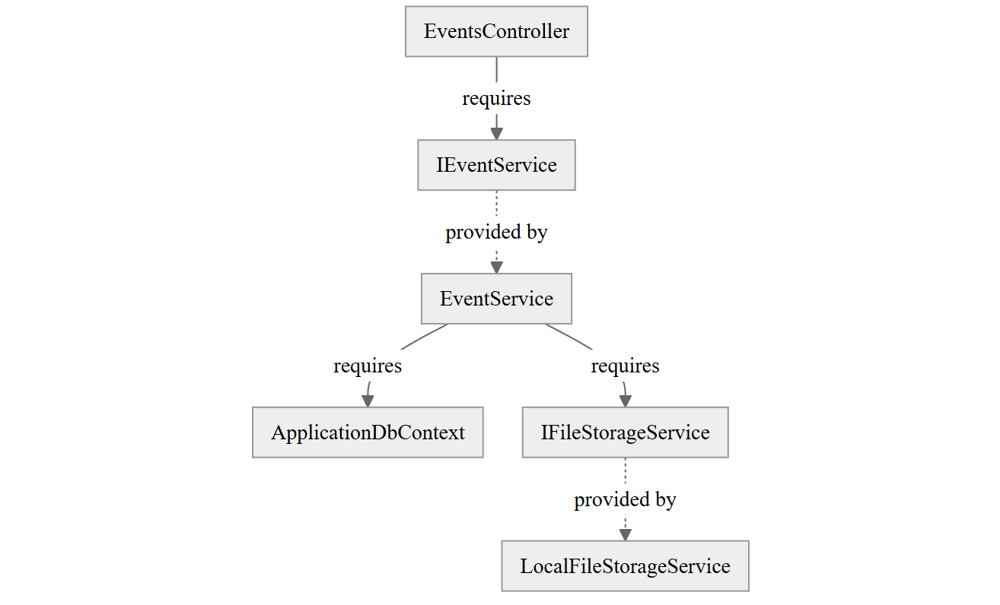 EventsController
requires
IEventService
provided by
EventService
requires
requires
ApplicationDbContext
IFileStorageService
provided by
LocalFileStorageService